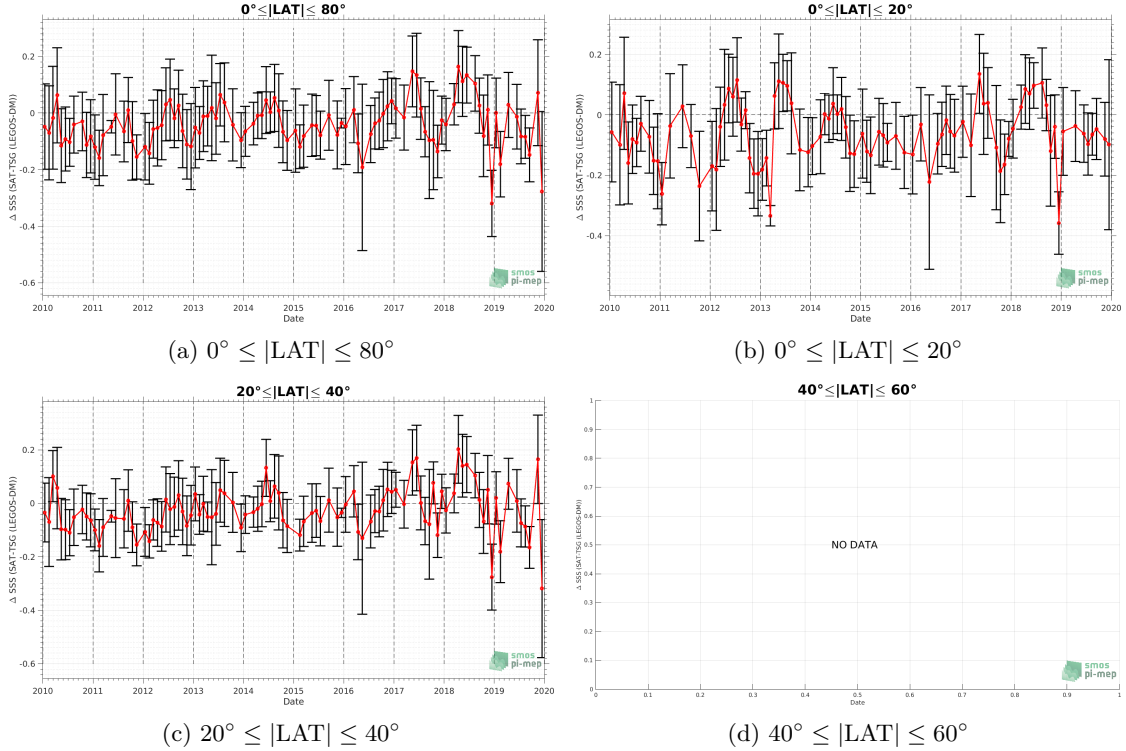 0°≤|LAT|≤ 80°
Δ SSS (SAT-TSG (LEGOS-DMI))
0.2
0
-0.2
-0.4
-0.6
2010 2011 2012 2013 2014 2015 2016 2017 2018 2019 2020
Date
smos
pi-mep
(a) 0° ≤ |LAT| ≤ 80°
0°≤|LAT|≤ 20°
Δ SSS (SAT-TSG (LEGOS-DMI))
0.2
0
-0.2
-0.4
2010 2011 2012 2013 2014 2015 2016 2017 2018 2019 2020
Date
smos
pi-mep
(b) 0° ≤ |LAT| ≤ 20°
20°≤|LAT|≤ 40°
Δ SSS (SAT-TSG (LEGOS-DMI))
0.2
0
-0.2
-0.4
-0.6
2010 2011 2012 2013 2014 2015 2016 2017 2018 2019 2020
Date
smos
pi-mep
(c) 20° ≤ |LAT| ≤ 40°
40°≤|LAT|≤ 60°
Δ SSS (SAT-TSG (LEGOS-DMI))
1
0.9
0.8
0.7
0.6
0.5
0.4
0.3
0.2
0.1
0
NO DATA
0 0.1 0.2 0.3 0.4 0.5 0.6 0.7 0.8 0.9 1
Date
smos
pi-mep
(d) 40° ≤ |LAT| ≤ 60°